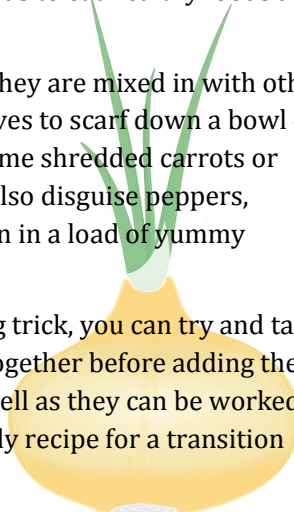 they are mixed in with oth
ves to scarf down a bowl
me shredded carrots or
lso disguise peppers,
n in a load of yummy
g trick, you can try and ta
ogether before adding the
ell as they can be worked
ly recipe for a transition